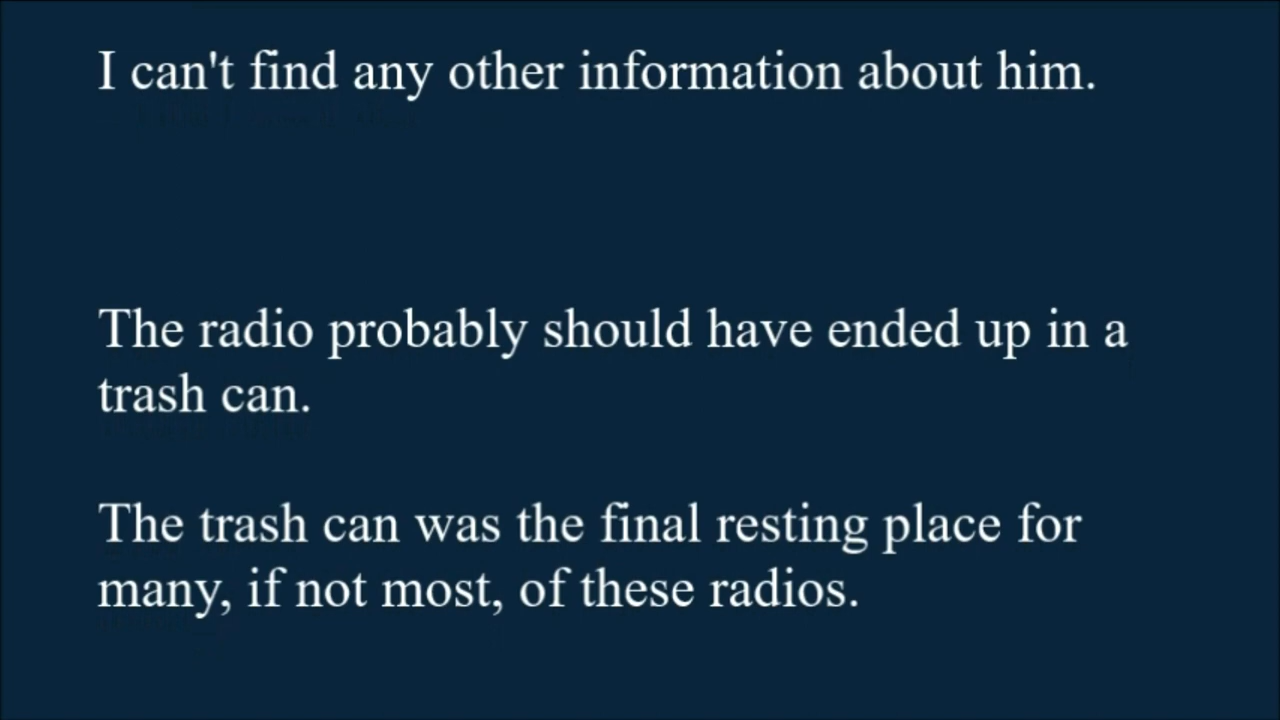 I can't find any other information about him.
The radio probably should have ended up in a
trash can.
The trash can was the final resting place for
many, if not most, of these radios.